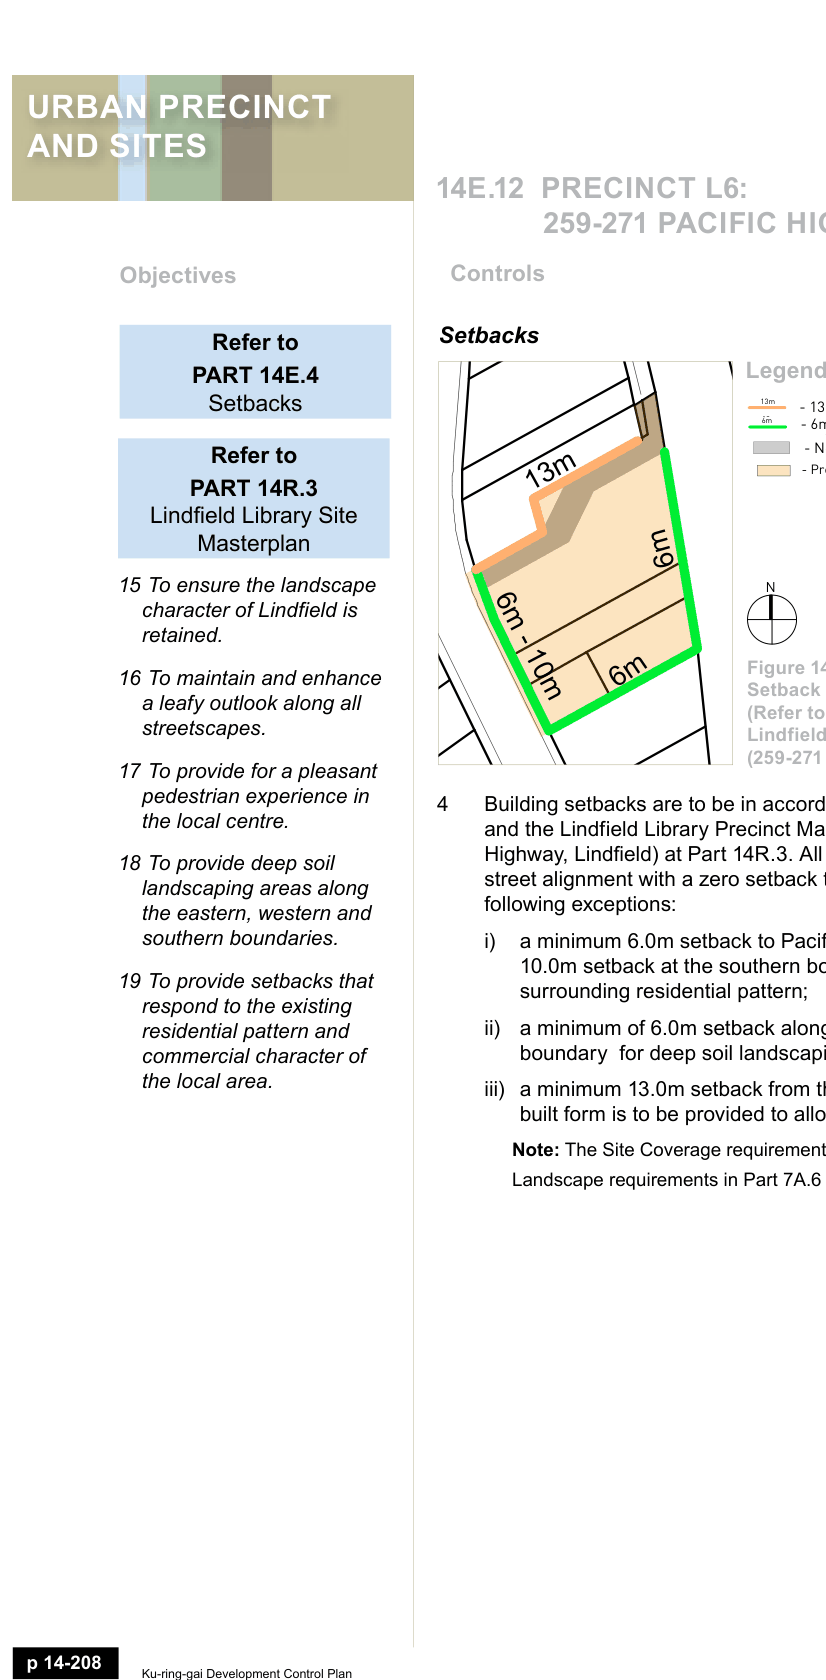 URBAN PRECINCT
AND SITES
14E.12 PRECINCT L6:
259-271 PACIFIC
Objectives
Controls
Refer to
PART 14E.4
Setbacks
Refer to
PART 14R.3
Lindfield Library Site
Masterplan
15 To ensure the landscape
character of Lindfield is
retained.
16 To maintain and enhance
a leafy outlook along all
streetscapes.
17 To provide for a pleasant
pedestrian experience in
the local centre.
18 To provide deep soil
landscaping areas along
the eastern, western and
southern boundaries.
19 To provide setbacks that
respond to the existing
residential pattern and
commercial character of
the local area.
Setbacks
13m
6m
6m - 10m
6m
Legend
13m - 13
6m - 6m
- N
- Pr
N
Figure 14
Setback
(Refer to
Lindfield
(259-271
4 Building setbacks are to be in accord
and the Lindfield Library Precinct Ma
Highway, Lindfield) at Part 14R.3. All
street alignment with a zero setback
following exceptions:
i) a minimum 6.0m setback to Pacif
10.0m setback at the southern bo
surrounding residential pattern;
ii) a minimum of 6.0m setback along
boundary for deep soil landscapi
iii) a minimum 13.0m setback from th
built form is to be provided to allo
Note: The Site Coverage requirement
Landscape requirements in Part 7A.6
p 14-208
Ku-ring-gai Development Control Plan